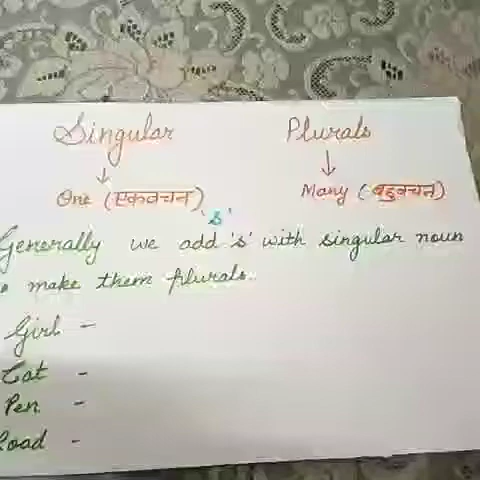 Singular Plurals
One (एकवचन) Many (बहुवचन)
's'
Generally we add 's' with singular noun
make them plurals.
Girl -
Cat -
Pen -
Road -